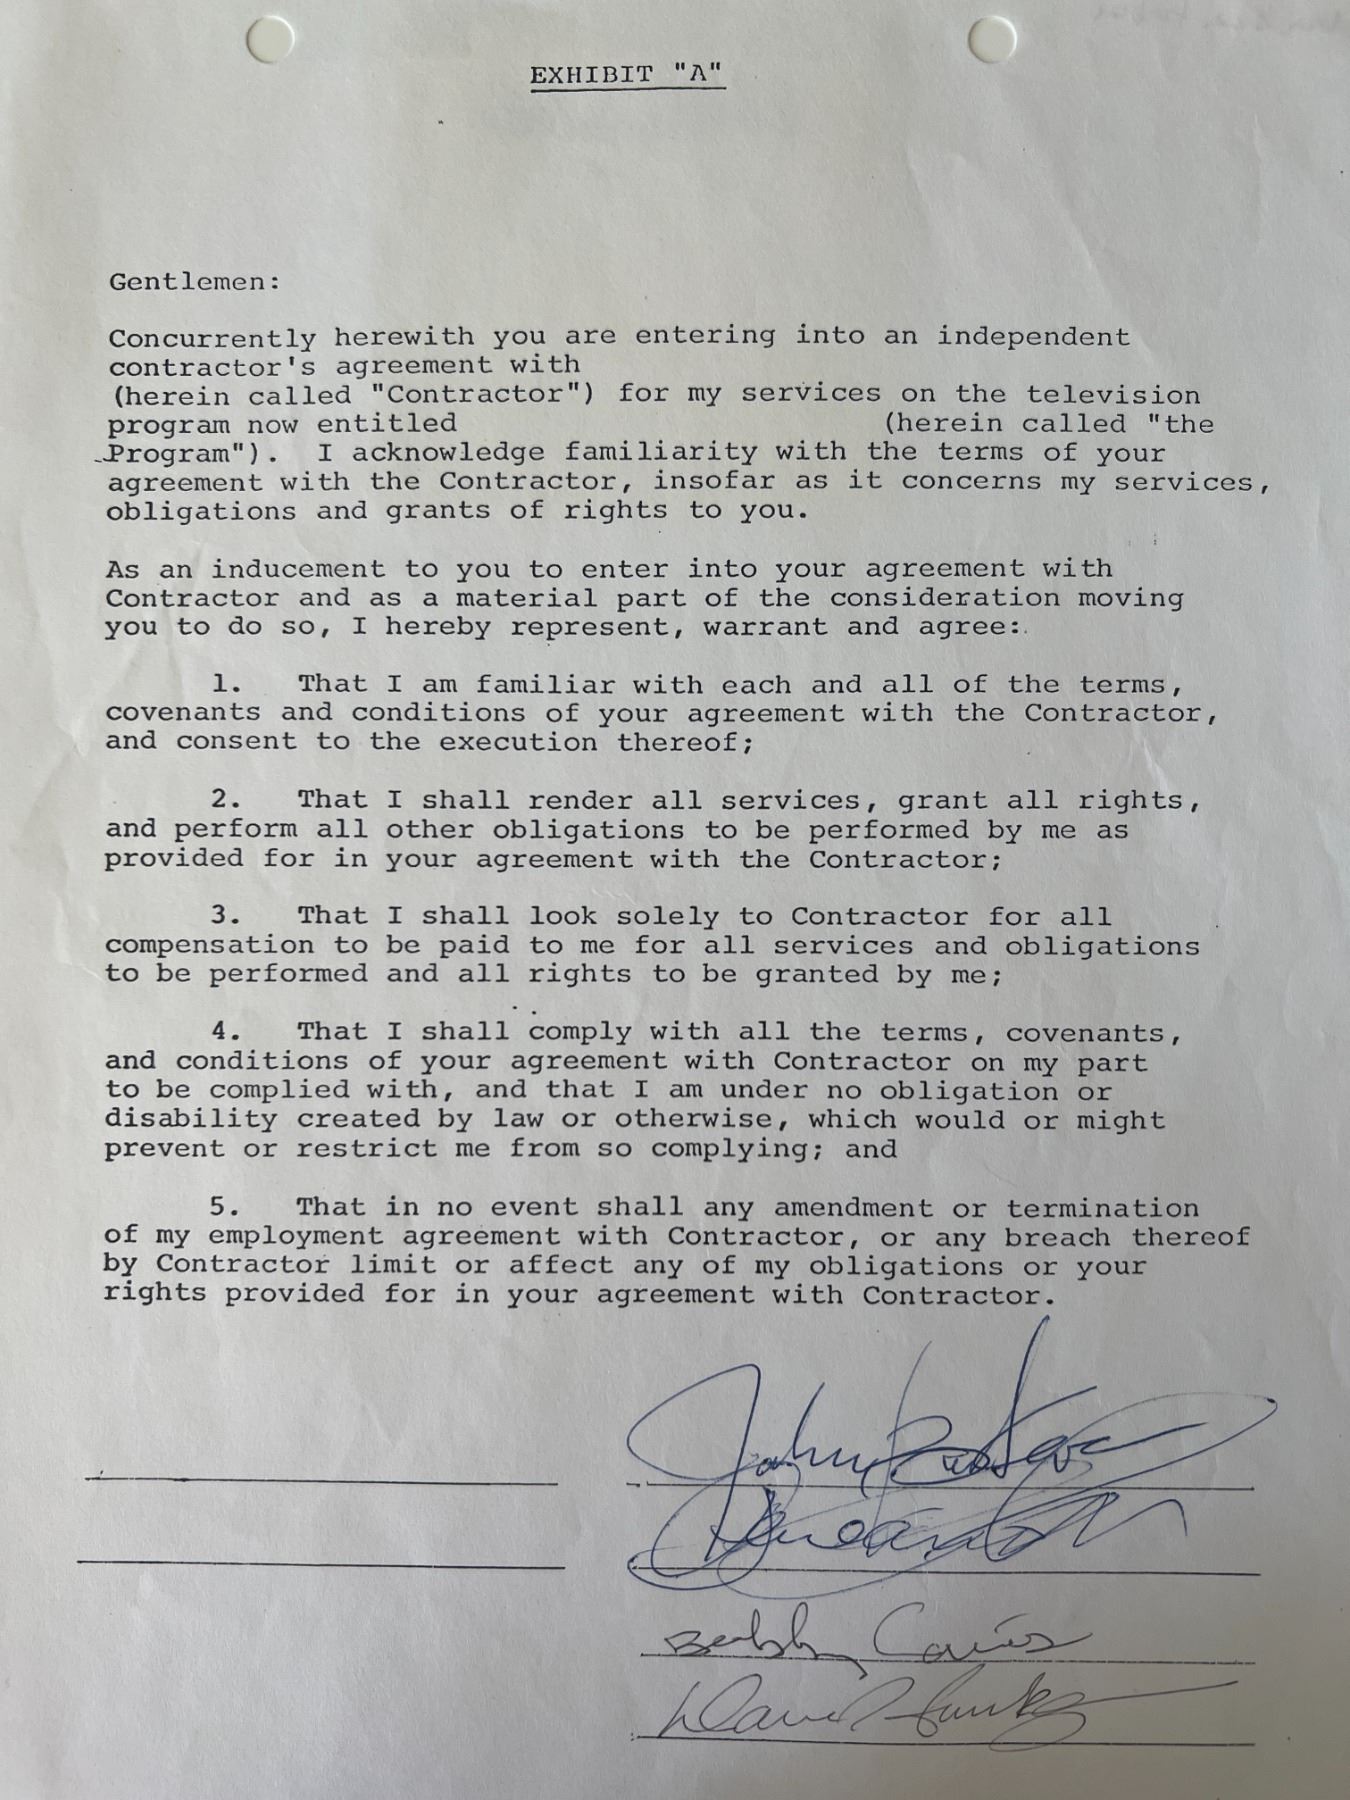 EXHIBIT "A"
Gentlemen:
Concurrently herewith you are entering into an independent
contractor's agreement with
(herein called "Contractor") for my services on the television
program now entitled (herein called "the
Program"). I acknowledge familiarity with the terms of your
agreement with the Contractor, insofar as it concerns my services,
obligations and grants of rights to you.
As an inducement to you to enter into your agreement with
Contractor and as a material part of the consideration moving
you to do so, I hereby represent, warrant and agree:
1. That I am familiar with each and all of the terms,
covenants and conditions of your agreement with the Contractor,
and consent to the execution thereof;
2. That I shall render all services, grant all rights,
and perform all other obligations to be performed by me as
provided for in your agreement with the Contractor;
3. That I shall look solely to Contractor for all
compensation to be paid to me for all services and obligations
to be performed and all rights to be granted by me;
4. That I shall comply with all the terms, covenants,
and conditions of your agreement with Contractor on my part
to be complied with, and that I am under no obligation or
disability created by law or otherwise, which would or might
prevent or restrict me from so complying; and
5. That in no event shall any amendment or termination
of my employment agreement with Contractor, or any breach thereof
by Contractor limit or affect any of my obligations or your
rights provided for in your agreement with Contractor.
John